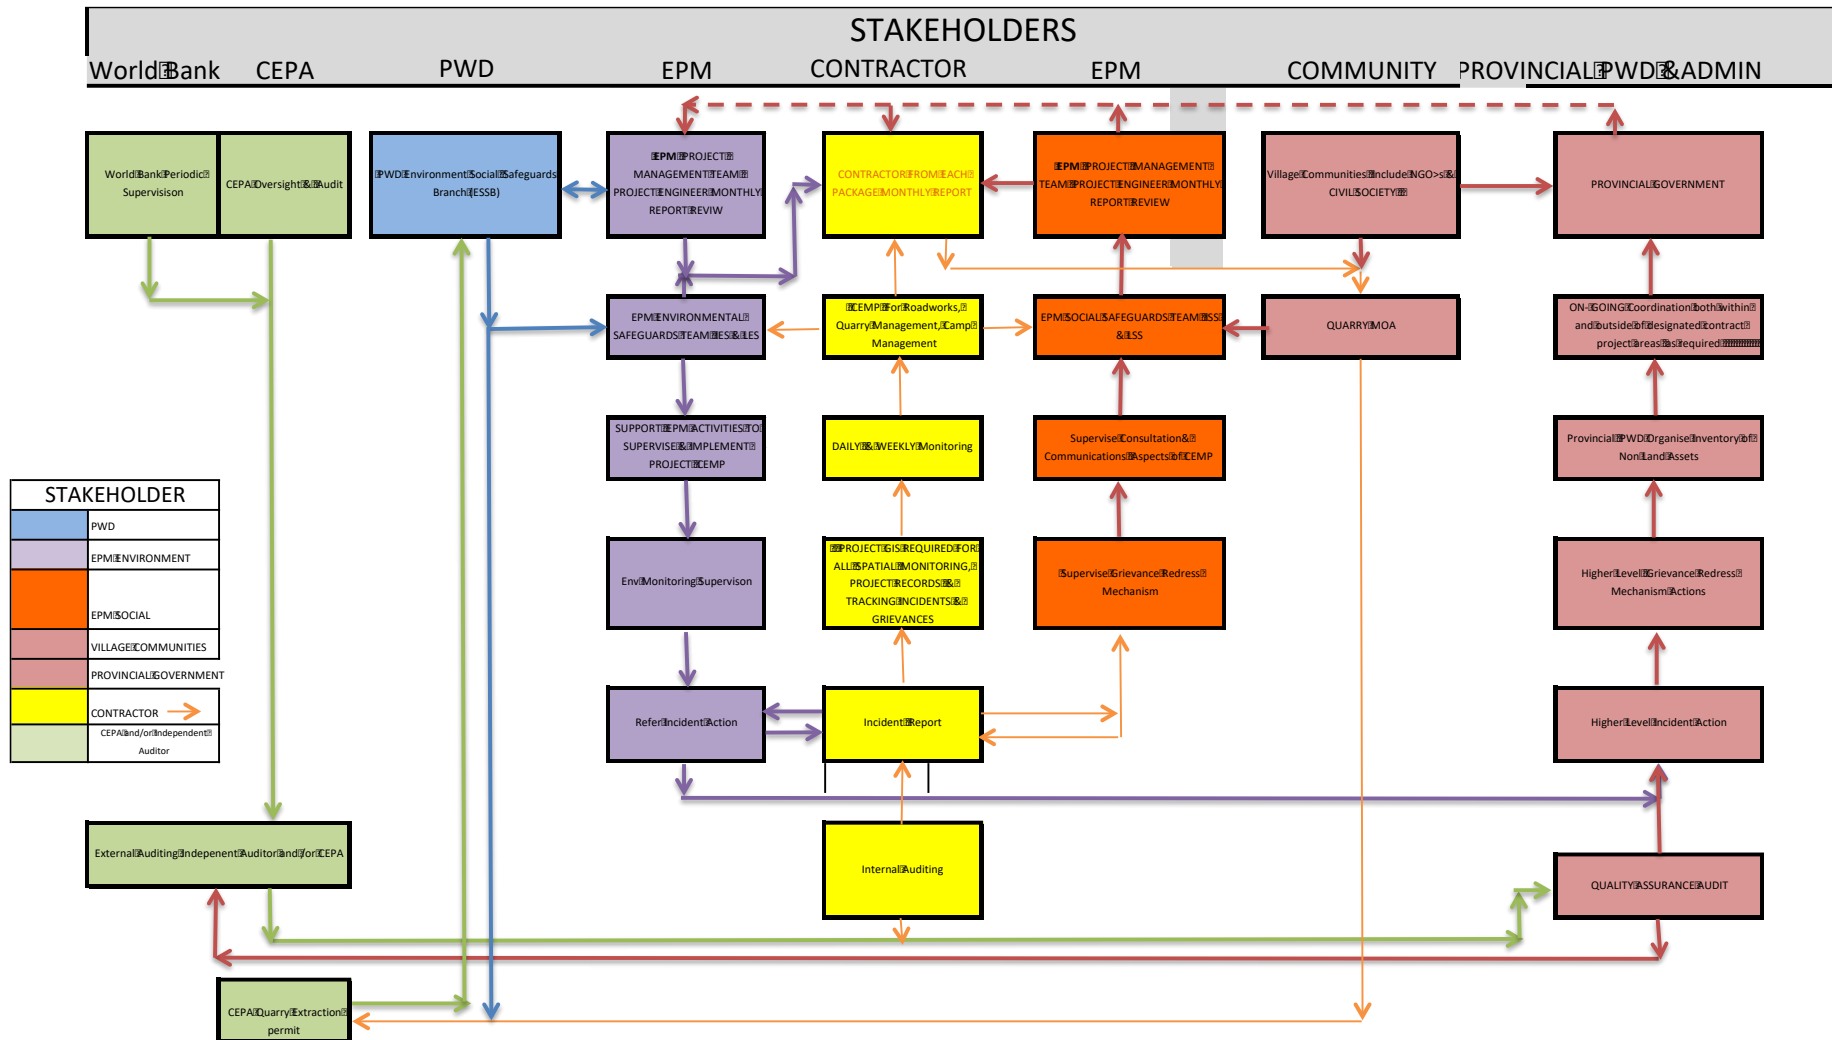 STAKEHOLDERS
World Bank
CEPA
PWD
EPM
CONTRACTOR
EPM
COMMUNITY
PROVINCIAL PWD & ADMIN
World Bank Periodic
Supervisison
CEPA Oversight & Audit
PWD Environment Social Safeguards
Branch (ESSB)
EPM PROJECT
MANAGEMENT TEAM
PROJECT ENGINEER MONTHLY
REPORT REVIW
CONTRACTOR FROM EACH
PACKAGE MONTHLY REPORT
EPM PROJECT MANAGEMENT
TEAM PROJECT ENGINEER MONTHLY
REPORT REVIEW
Village Communities Include NGO>s &
CIVIL SOCIETY
PROVINCIAL GOVERNMENT
EPM ENVIRONMENTAL
SAFEGUARDS TEAM IES & LES
CEMP For Roadworks,
Quarry Management, Camp
Management
EPM SOCIAL SAFEGUARDS TEAM ISS
& LSS
QUARRY MOA
ON-GOING Coordination both within
and outside of designated contract
project areas as required
SUPPORT EPM ACTIVITIES TO
SUPERVISE & IMPLEMENT
PROJECT CEMP
DAILY & WEEKLY Monitoring
Supervise Consultation &
Communications Aspects of CEMP
Provincial PWD Organise Inventory of
Non Land Assets
STAKEHOLDER
PWD
EPM ENVIRONMENT
EPM SOCIAL
VILLAGE COMMUNITIES
PROVINCIAL GOVERNMENT
CONTRACTOR
CEPA and/or Independent
Auditor
Env Monitoring Supervison
PROJECT GIS REQUIRED FOR
ALL SPATIAL MONITORING,
PROJECT RECORDS &
TRACKING INCIDENTS &
GRIEVANCES
Supervise Grievance Redress
Mechanism
Higher Level Grievance Redress
Mechanism Actions
Refer Incident Action
Incident Report
Higher Level Incident Action
External Auditing Indepenent Auditor and /or CEPA
Internal Auditing
QUALITY ASSURANCE AUDIT
CEPA Quarry Extraction
permit